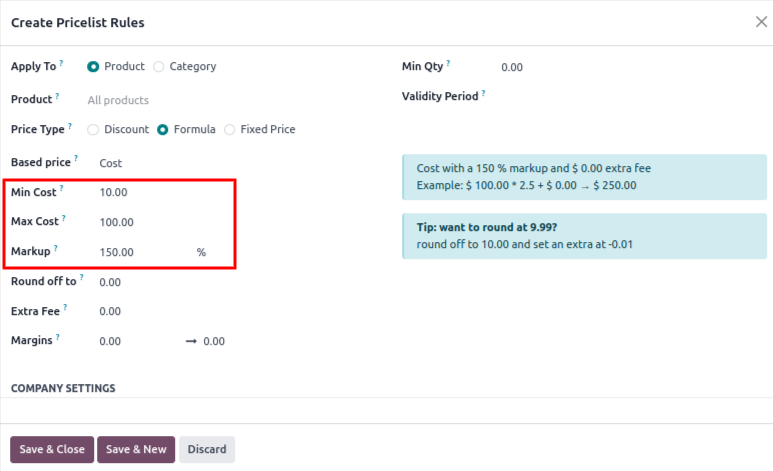 Create Pricelist Rules
Apply To ? Product Category
Min Qty ? 0.00
Product ? All products
Validity Period ?
Price Type ? Discount Formula Fixed Price
Based price ? Cost
Cost with a 150 % markup and $ 0.00 extra fee
Example: $ 100.00 * 2.5 + $ 0.00 → $ 250.00
Min Cost ? 10.00
Max Cost ? 100.00
Tip: want to round at 9.99?
round off to 10.00 and set an extra at -0.01
Markup ? 150.00 %
Round off to ? 0.00
Extra Fee ? 0.00
Margins ? 0.00 → 0.00
COMPANY SETTINGS
Save & Close Save & New Discard